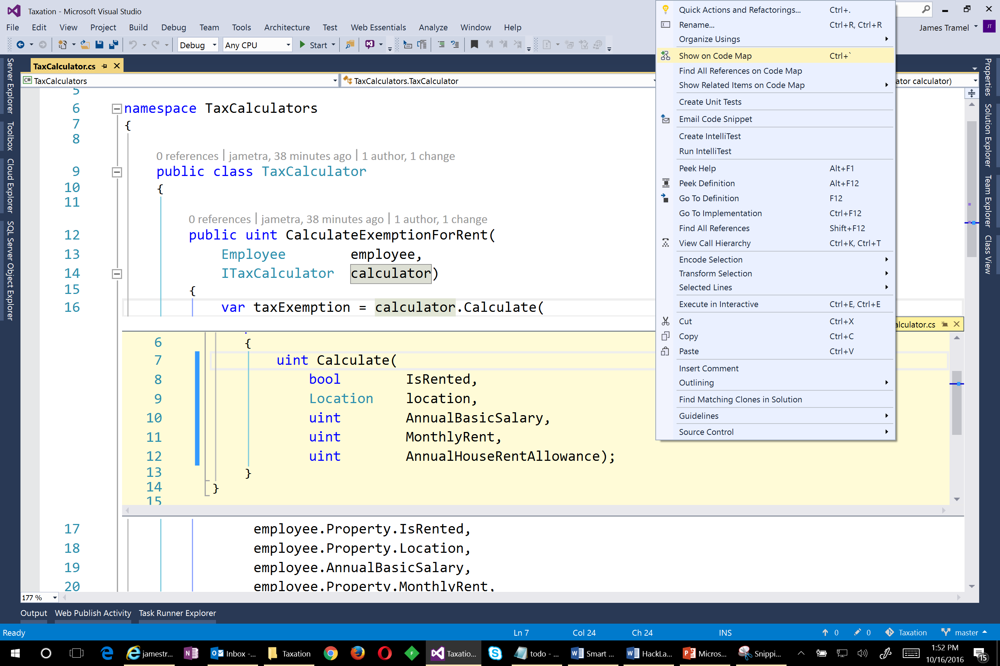 Taxation - Microsoft Visual Studio
File Edit View Project Build Debug Team Tools Architecture Test Web Essentials Analyze Window Help
James Tramel JT
Debug Any CPU Start
TaxCalculator.cs
C# TaxCalculators TaxCalculators.TaxCalculator ator calculator)
Server Explorer
Toolbox
Cloud Explorer
SQL Server Object Explorer
5
6 namespace TaxCalculators
7 {
8
0 references | jametra, 38 minutes ago | 1 author, 1 change
9 public class TaxCalculator
10 {
11
0 references | jametra, 38 minutes ago | 1 author, 1 change
12 public uint CalculateExemptionForRent(
13 Employee employee,
14 ITaxCalculator calculator)
15 {
16 var taxExemption = calculator.Calculate(
alculator.cs
6 {
7 uint Calculate(
8 bool IsRented,
9 Location location,
10 uint AnnualBasicSalary,
11 uint MonthlyRent,
12 uint AnnualHouseRentAllowance);
13 }
14 }
15
17 employee.Property.IsRented,
18 employee.Property.Location,
19 employee.AnnualBasicSalary,
20 employee.Property.MonthlyRent,
177 %
Quick Actions and Refactorings... Ctrl+.
Rename... Ctrl+R, Ctrl+R
Organize Usings
Show on Code Map Ctrl+`
Find All References on Code Map
Show Related Items on Code Map
Create Unit Tests
Email Code Snippet
Create IntelliTest
Run IntelliTest
Peek Help Alt+F1
Peek Definition Alt+F12
Go To Definition F12
Go To Implementation Ctrl+F12
Find All References Shift+F12
View Call Hierarchy Ctrl+K, Ctrl+T
Encode Selection
Transform Selection
Selected Lines
Execute in Interactive Ctrl+E, Ctrl+E
Cut Ctrl+X
Copy Ctrl+C
Paste Ctrl+V
Insert Comment
Outlining
Find Matching Clones in Solution
Guidelines
Source Control
Properties
Solution Explorer
Team Explorer
Class View
Output Web Publish Activity Task Runner Explorer
Ready Ln 7 Col 24 Ch 24 INS 0 0 Taxation master
jamestr... Inbox -... Taxation Taxatio... todo - ... Smart ... HackLa... Micros... Snippi... 1:52 PM
10/16/2016 15